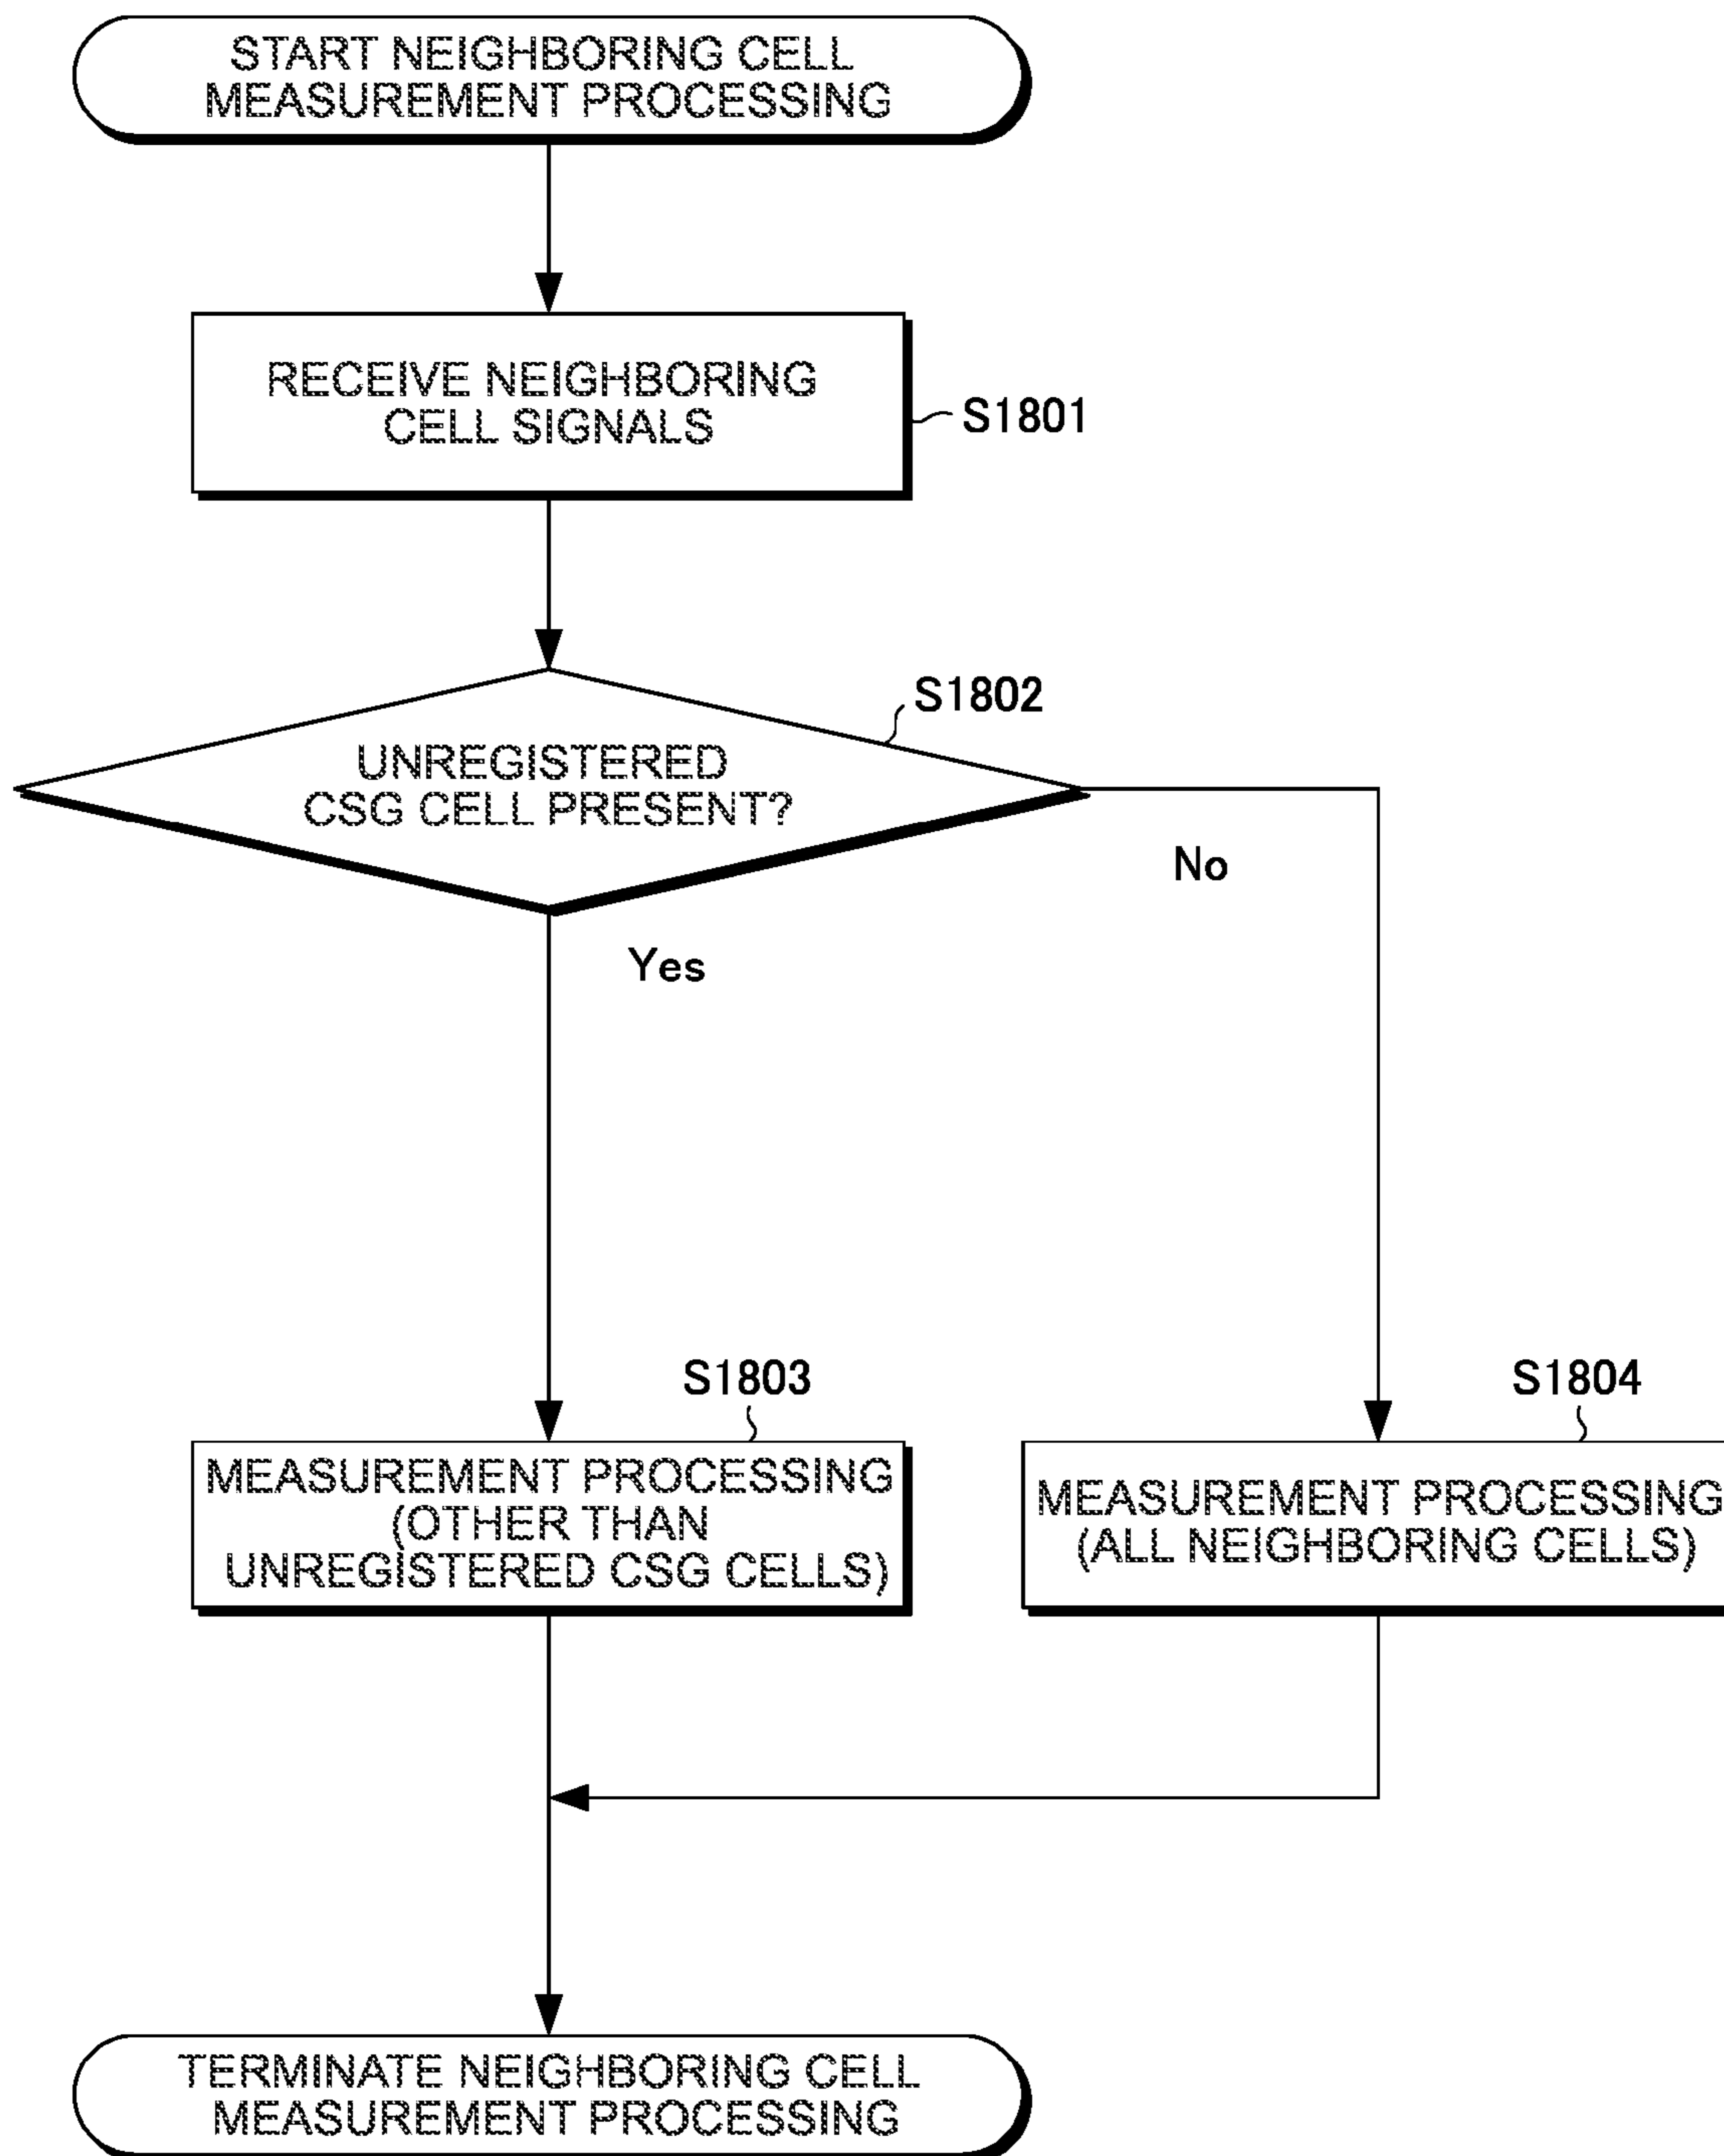 START NEIGHBORING CELL
MEASUREMENT PROCESSING
RECEIVE NEIGHBORING
CELL SIGNALS
S1801
S1802
UNREGISTERED
CSG CELL PRESENT?
No
Yes
S1803
S1804
MEASUREMENT PROCESSING
(OTHER THAN
UNREGISTERED CSG CELLS)
MEASUREMENT PROCESSING
(ALL NEIGHBORING CELLS)
TERMINATE NEIGHBORING CELL
MEASUREMENT PROCESSING